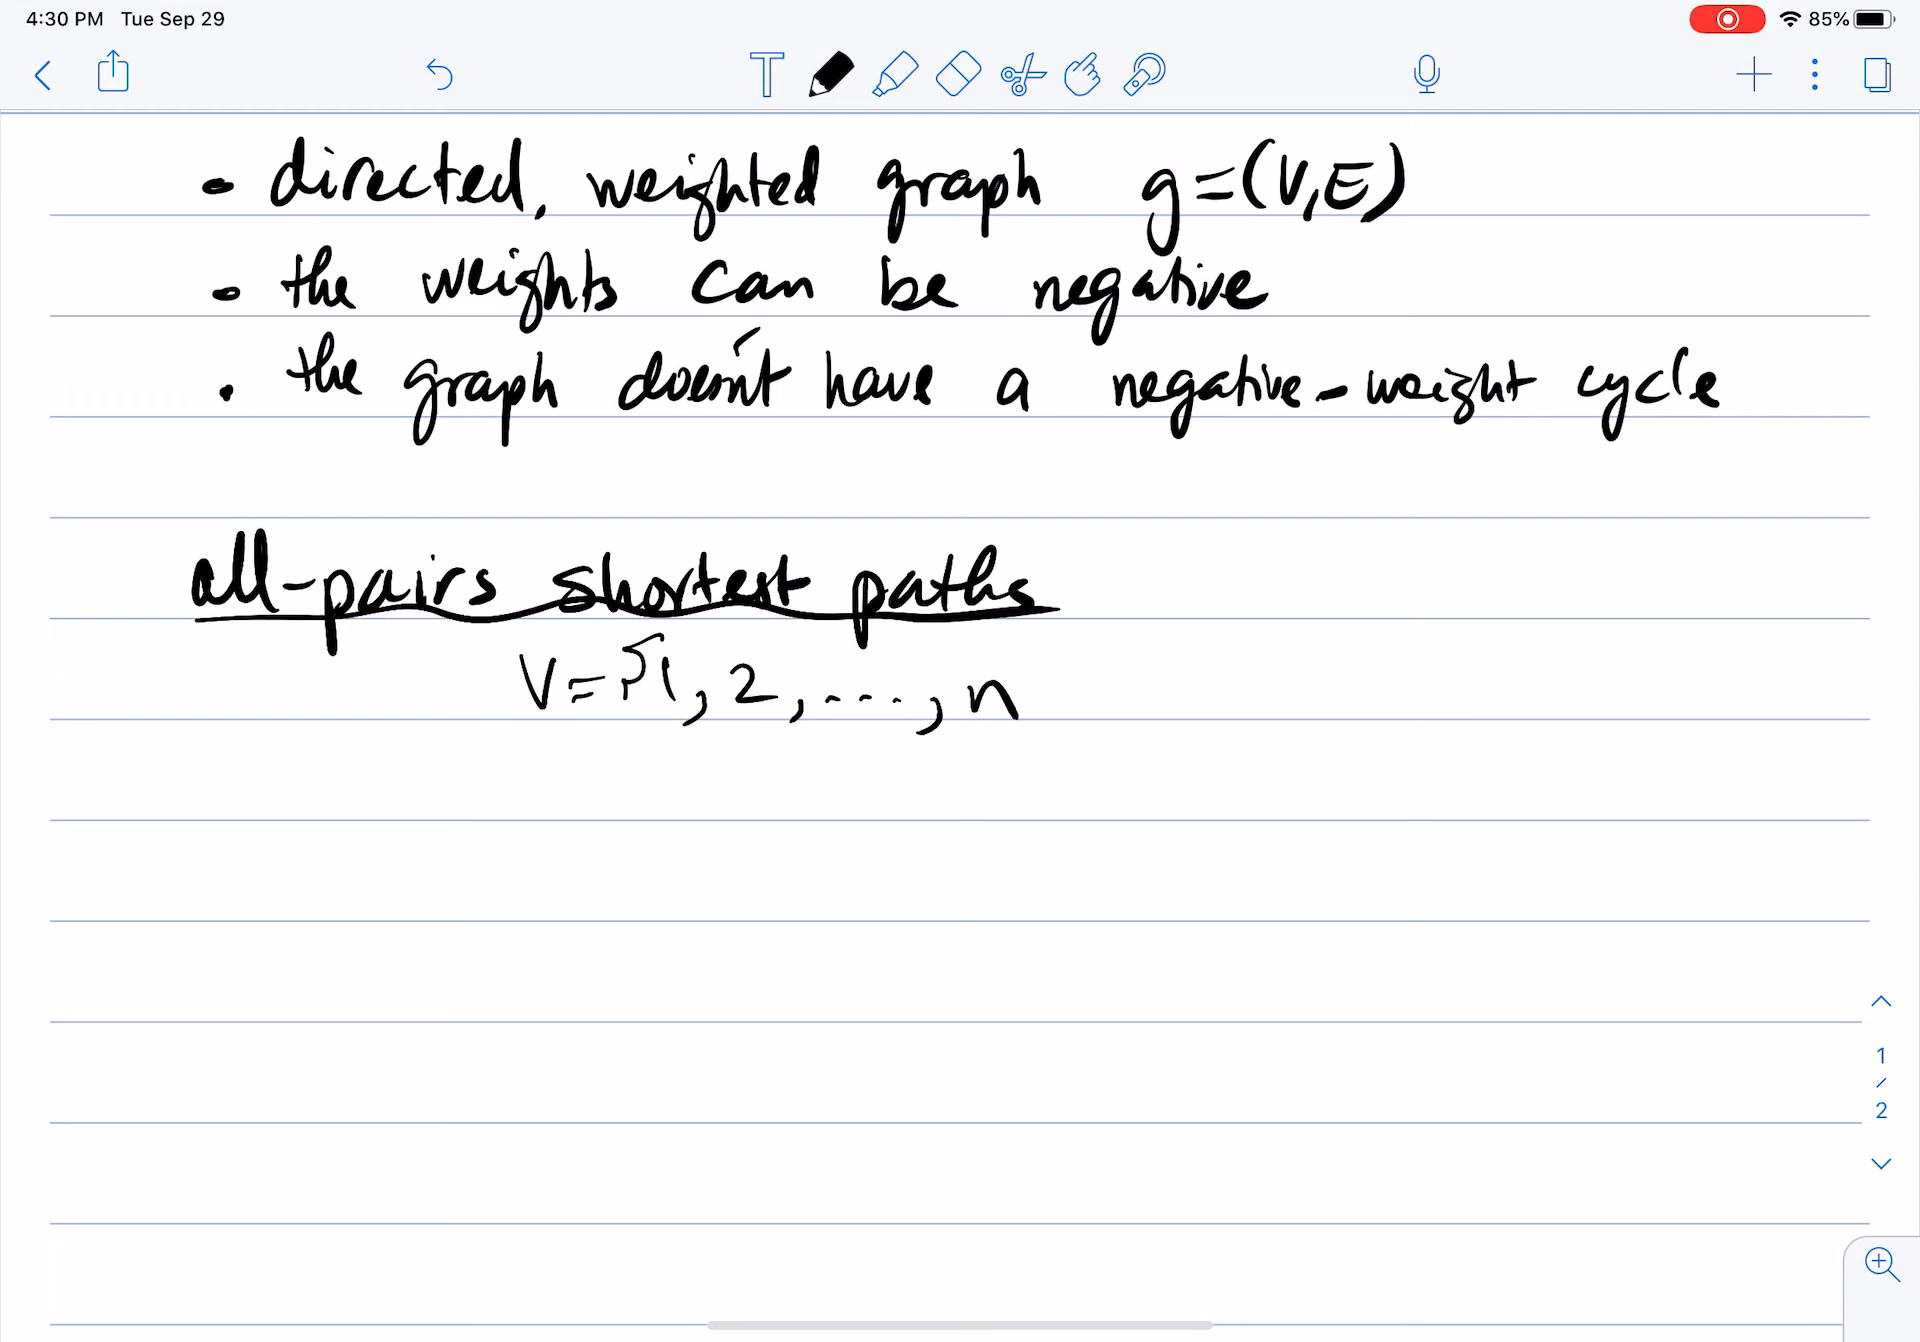 4:30 PM Tue Sep 29 85%
T
• directed, weighted graph g=(V,E)
• the weights can be negative
• the graph doesn't have a negative-weight cycle
all-pairs shortest paths
V={1, 2, ...., n
1
/
2